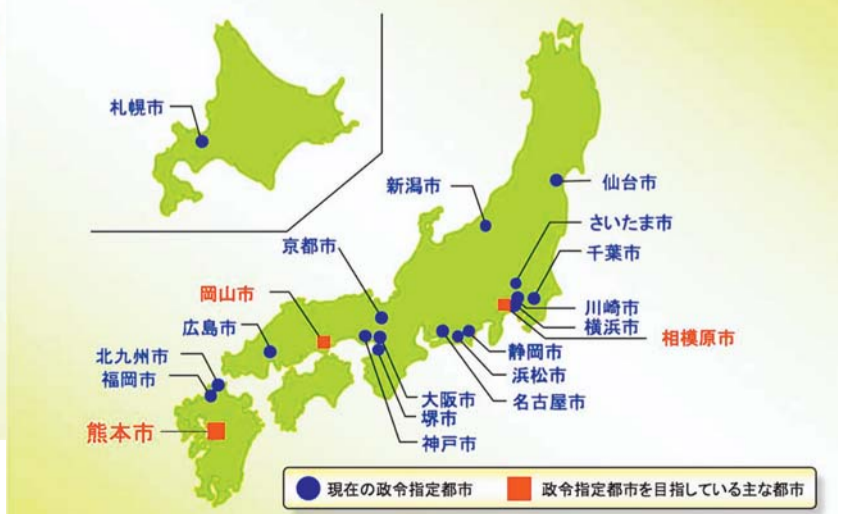 札幌市
新潟市
仙台市
さいたま市
京都市
千葉市
岡山市
川崎市
広島市
横浜市
相模原市
静岡市
北九州市
浜松市
福岡市
大阪市
名古屋市
堺市
熊本市
神戸市
現在の政令指定都市
政令指定都市を目指している主な都市